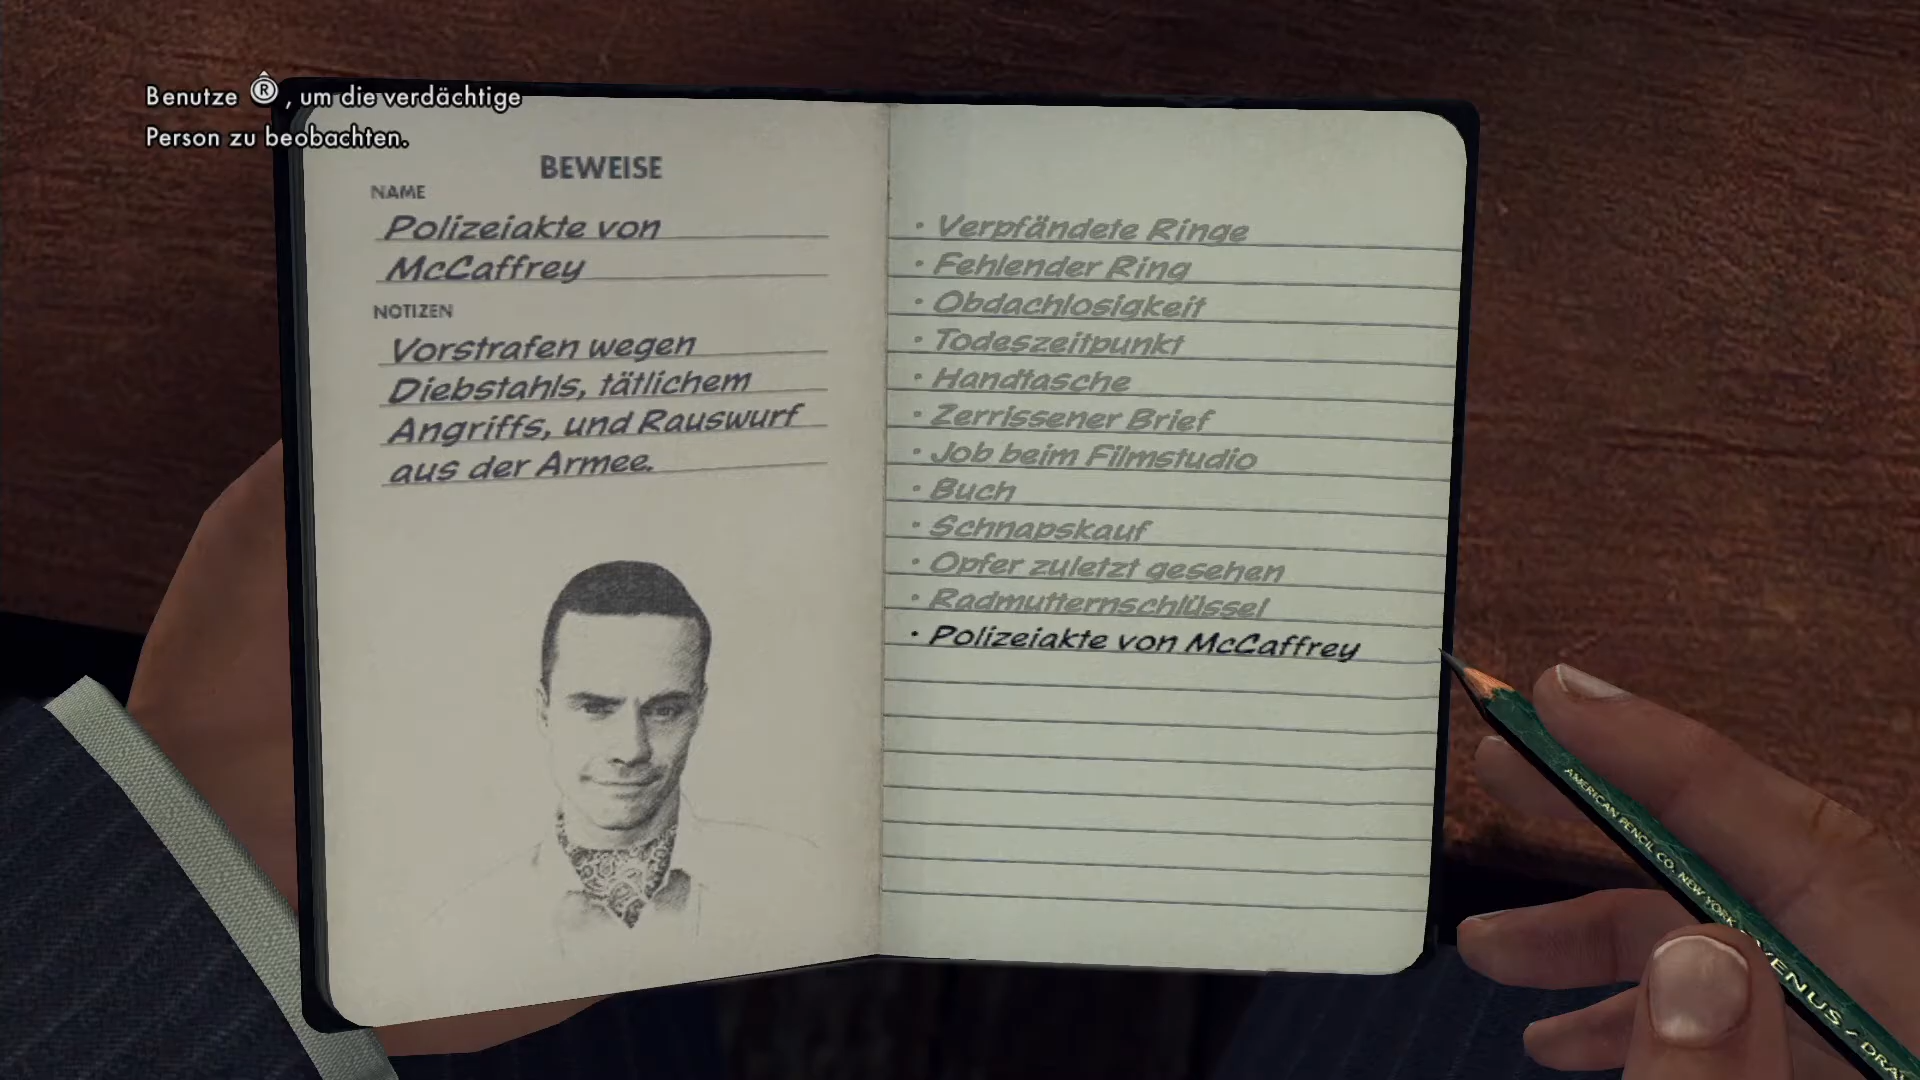 Benutze R, um die verdächtige
Person zu beobachten.
BEWEISE
NAME
Polizeiakte von
McCaffrey
NOTIZEN
Vorstrafen wegen
Diebstahls, tätlichem
Angriffs, und Rauswurf
aus der Armee.
• Verpfändete Ringe
• Fehlender Ring
• Obdachlosigkeit
• Todeszeitpunkt
• Handtasche
• Zerrissener Brief
• Job beim Filmstudio
• Buch
• Schnapskauf
• Opfer zuletzt gesehen
• Radmutternschlüssel
• Polizeiakte von McCaffrey
AMERICAN PENCIL CO. NEW YORK
VENUS / DRA